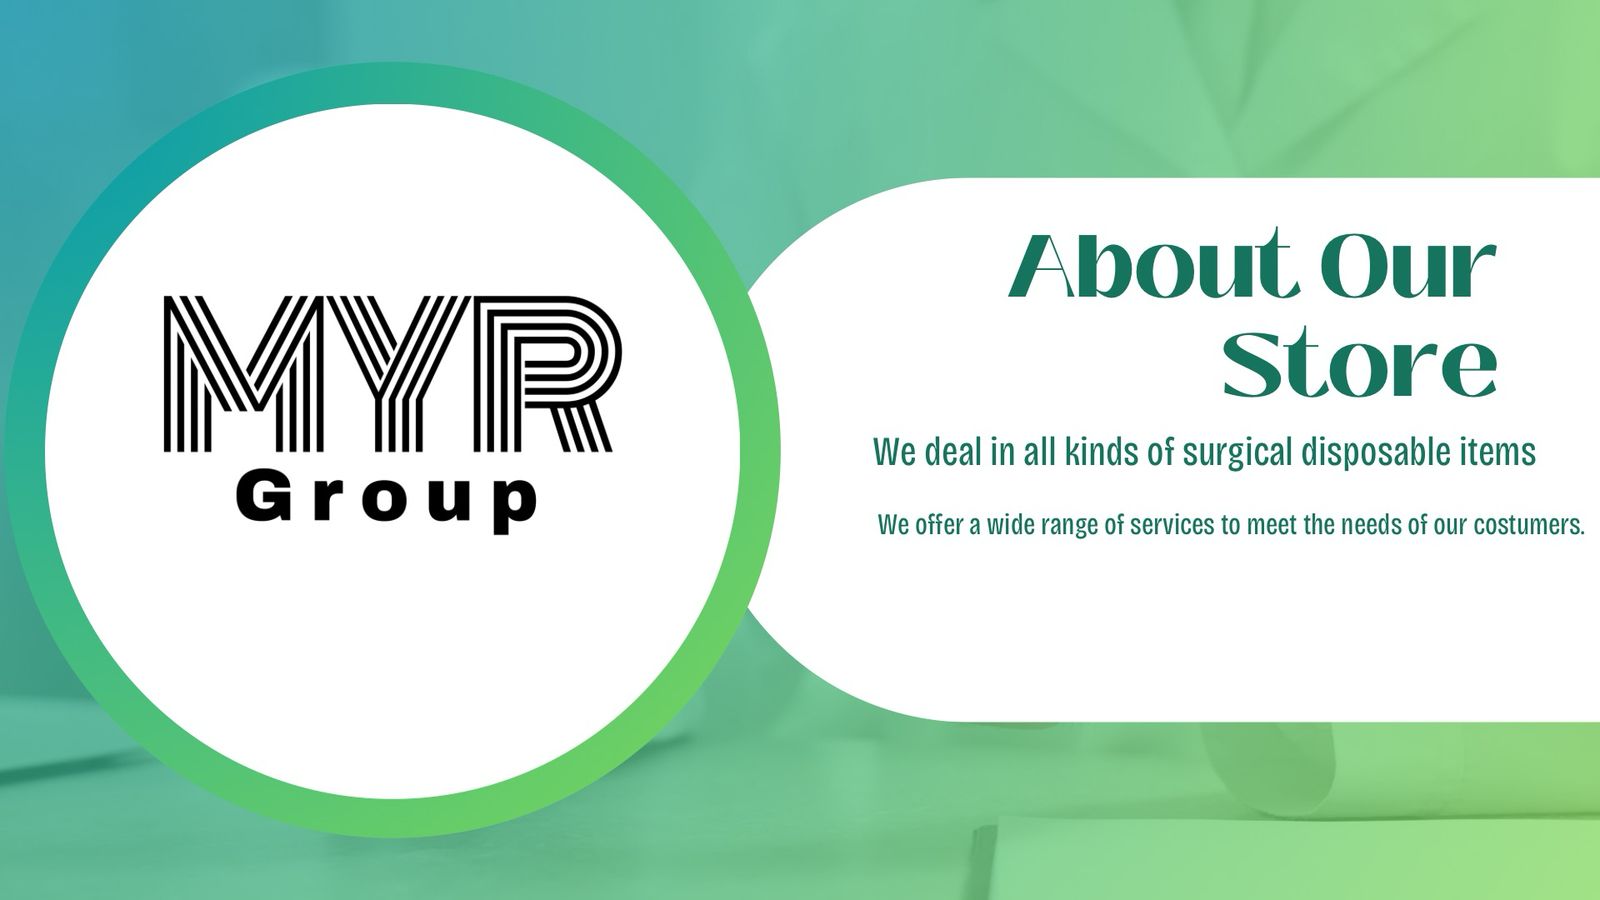 MYR
Group
About Our
Store
We deal in all kinds of surgical disposable items
We offer a wide range of services to meet the needs of our costumers.